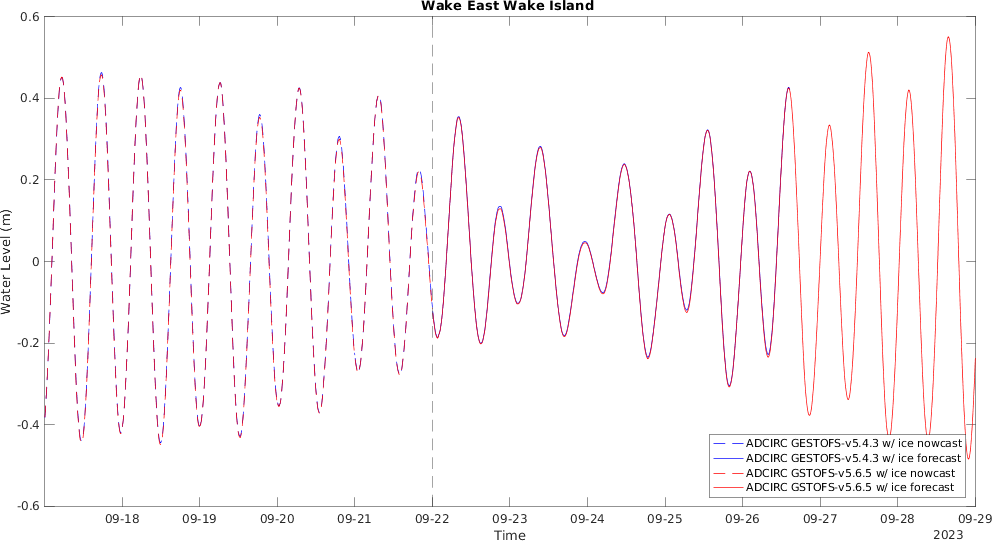 Wake East Wake Island
0.6
0.4
0.2
0
-0.2
-0.4
-0.6
Water Level (m)
ADCIRC GESTOFS-v5.4.3 w/ ice nowcast
ADCIRC GESTOFS-v5.4.3 w/ ice forecast
ADCIRC GSTOFS-v5.6.5 w/ ice nowcast
ADCIRC GSTOFS-v5.6.5 w/ ice forecast
09-18 09-19 09-20 09-21 09-22 09-23 09-24 09-25 09-26 09-27 09-28 09-29
Time
2023